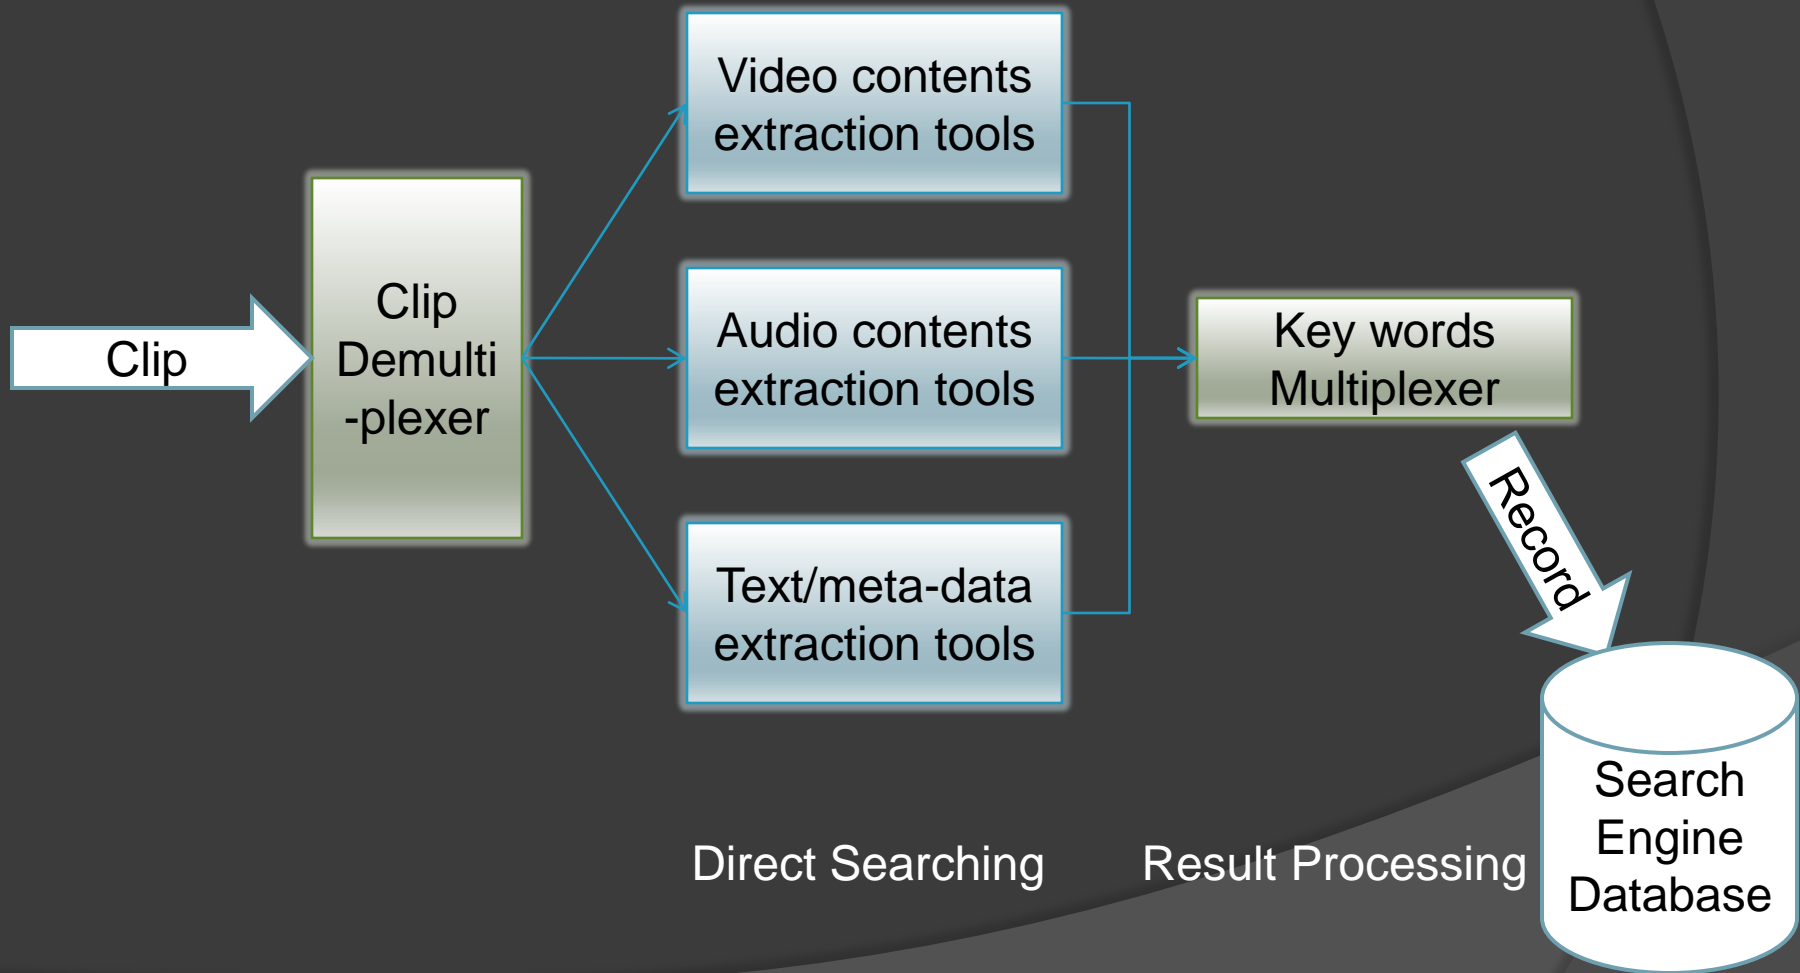 Clip
Clip
Demulti
-plexer
Video contents
extraction tools
Audio contents
extraction tools
Text/meta-data
extraction tools
Key words
Multiplexer
Record
Search
Engine
Database
Direct Searching
Result Processing